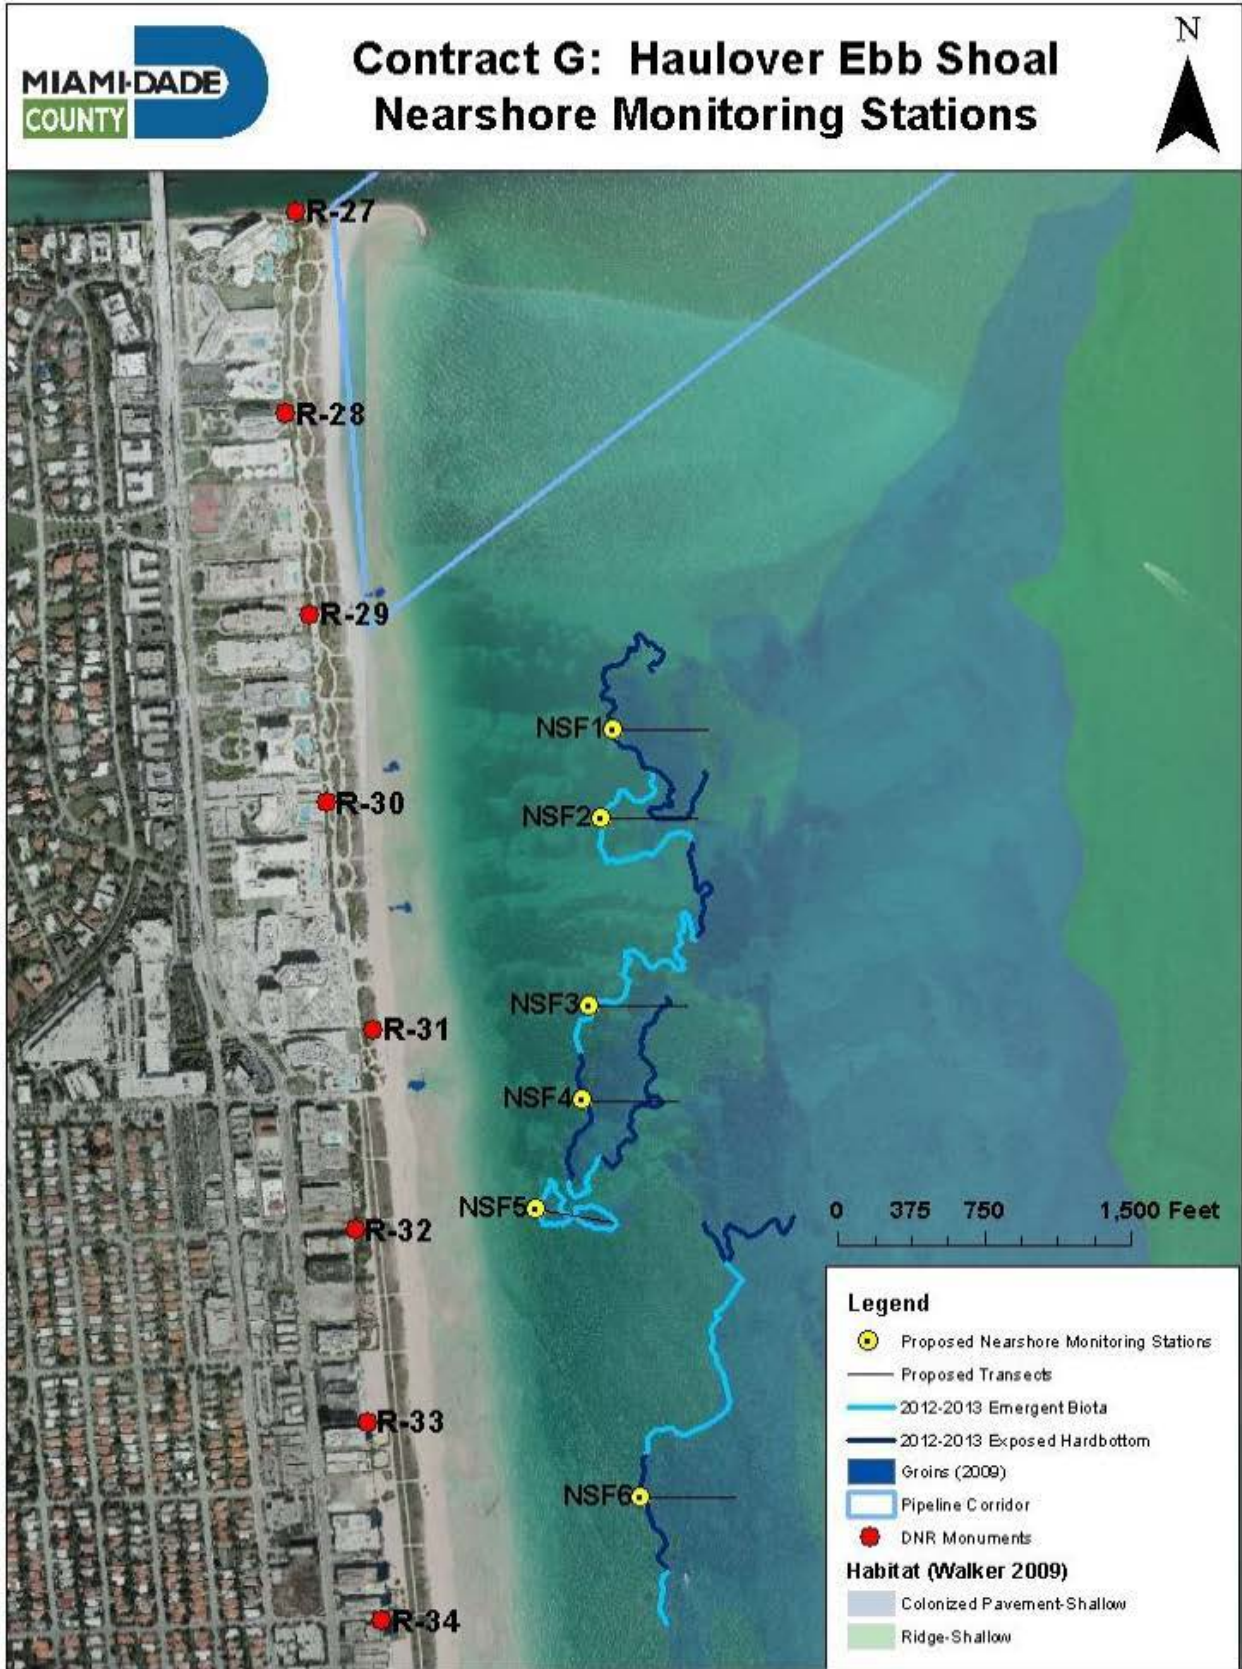 MIAMI-DADE
COUNTY
Contract G: Haulover Ebb Shoal
Nearshore Monitoring Stations
N
R-27
R-28
R-29
NSF1
R-30
NSF2
NSF3
R-31
NSF4
NSF5
R-32
0 375 750 1,500 Feet
R-33
NSF6
R-34
Legend
Proposed Nearshore Monitoring Stations
Proposed Transects
2012-2013 Emergent Biota
2012-2013 Exposed Hardbottom
Groins (2009)
Pipeline Corridor
DNR Monuments
Habitat (Walker 2009)
Colonized Pavement-Shallow
Ridge-Shallow